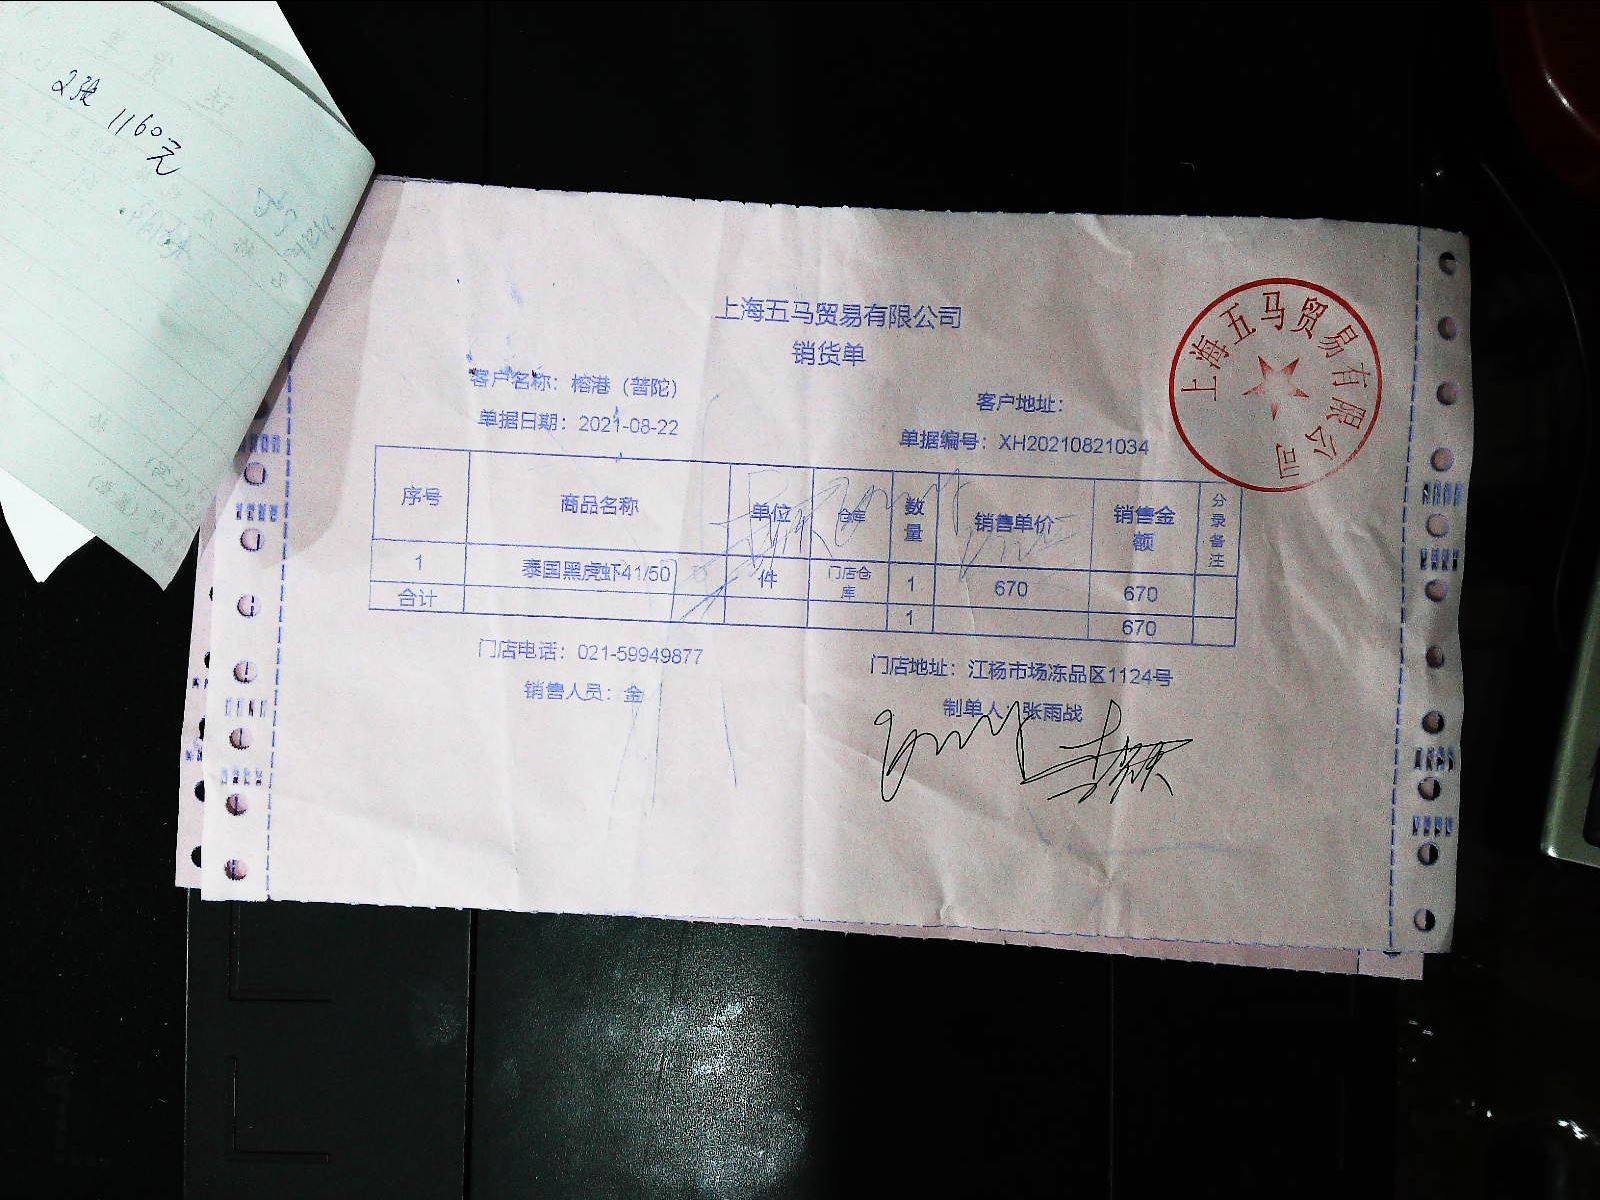 2张
1160元
上海五马贸易有限公司
销货单
客户名称：榕港（普陀）
客户地址：
单据日期：2021-08-22
单据编号：XH20210821034
序号 商品名称 单位 仓库 数量 销售单价 销售金额 分录备注
1 泰国黑虎虾41/50 件 门店仓库 1 670 670
合计 1 670
门店电话：021-59949877
门店地址：江杨市场冻品区1124号
销售人员：金
制单人：张雨战
上海五马贸易有限公司